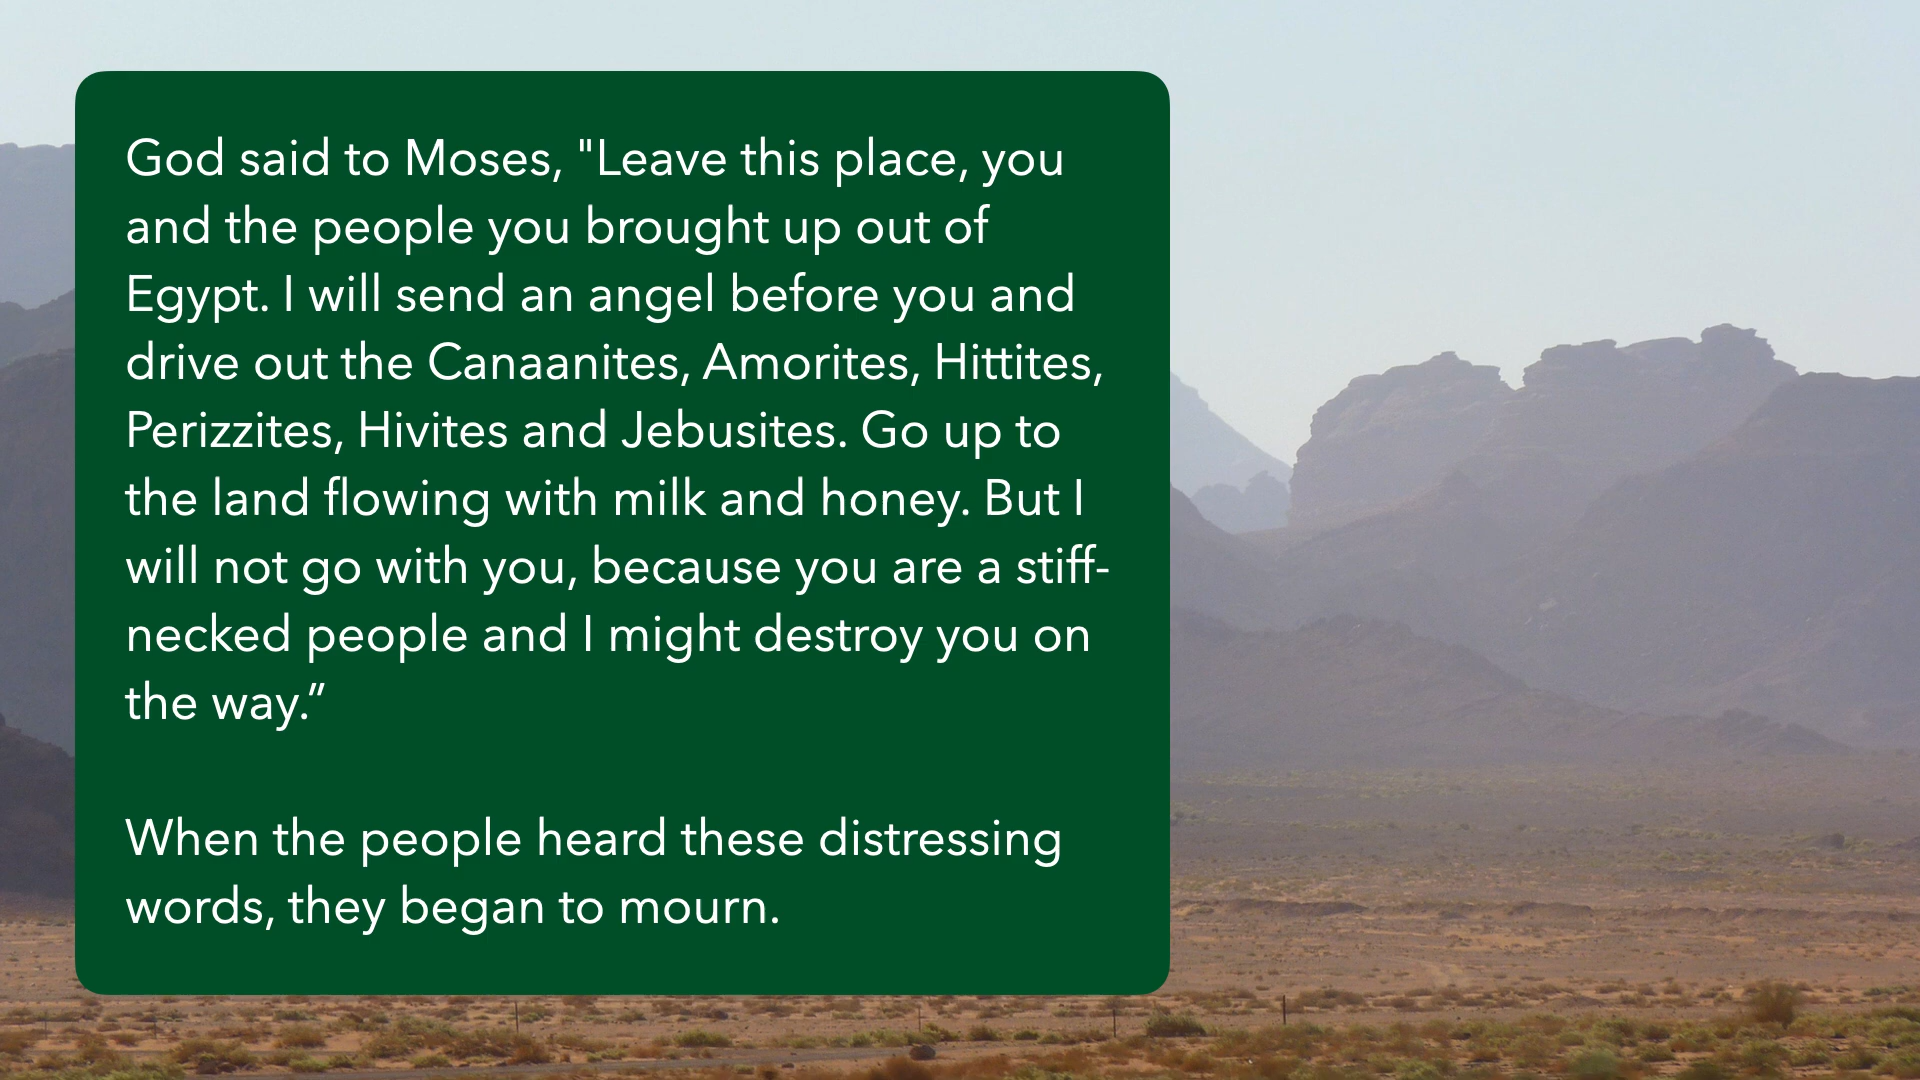 God said to Moses, "Leave this place, you
and the people you brought up out of
Egypt. I will send an angel before you and
drive out the Canaanites, Amorites, Hittites,
Perizzites, Hivites and Jebusites. Go up to
the land flowing with milk and honey. But I
will not go with you, because you are a stiff-
necked people and I might destroy you on
the way.”
When the people heard these distressing
words, they began to mourn.